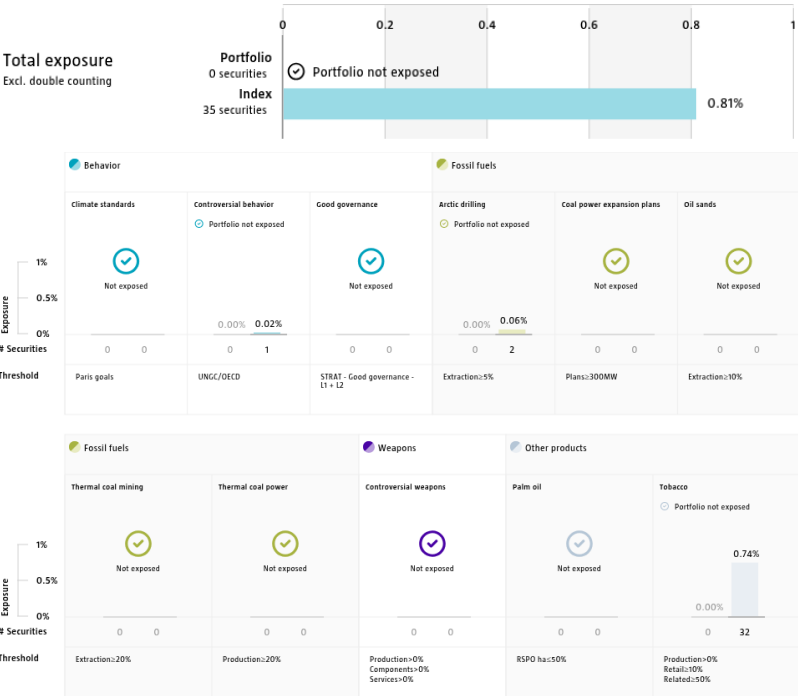 0 0.2 0.4 0.6 0.8 1
Total exposure
Excl. double counting
Portfolio
0 securities
Portfolio not exposed
Index
35 securities
0.81%
Behavior
Fossil fuels
Climate standards
Controversial behavior
Good governance
Arctic drilling
Coal power expansion plans
Oil sands
Portfolio not exposed
Portfolio not exposed
1%
0.5%
0%
Exposure
Not exposed
0.00% 0.02%
Not exposed
0.00% 0.06%
Not exposed
Not exposed
# Securities 0 0 0 1 0 0 0 2 0 0 0 0
Threshold
Paris goals
UNGC/OECD
STRAT - Good governance -
L1 + L2
Extraction≥5%
Plans≥300MW
Extraction≥10%
Fossil fuels
Weapons
Other products
Thermal coal mining
Thermal coal power
Controversial weapons
Palm oil
Tobacco
Portfolio not exposed
1%
0.5%
0%
Exposure
Not exposed
Not exposed
Not exposed
Not exposed
0.00% 0.74%
# Securities 0 0 0 0 0 0 0 0 0 32
Threshold
Extraction≥20%
Production≥20%
Production>0%
Components>0%
Services>0%
RSPO ha≤50%
Production>0%
Retail≥10%
Related≥50%